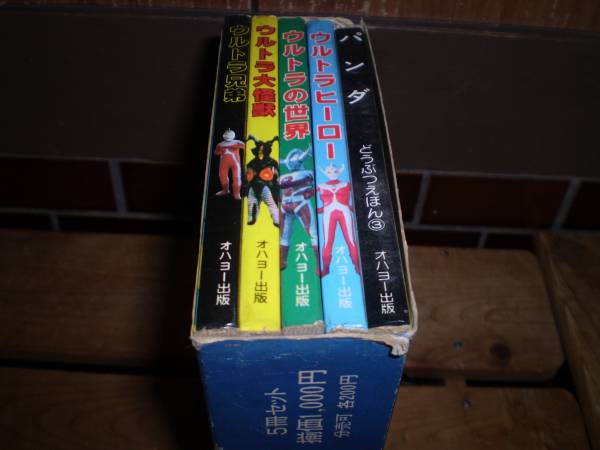 ウルトラ兄弟
オハヨー出版
ウルトラ大怪獣
オハヨー出版
ウルトラの世界
オハヨー出版
ウルトラヒーロー
オハヨー出版
パンダ
どうぶつえほん③
オハヨー出版
5冊セット
揃価1,000円
分売可 各200円